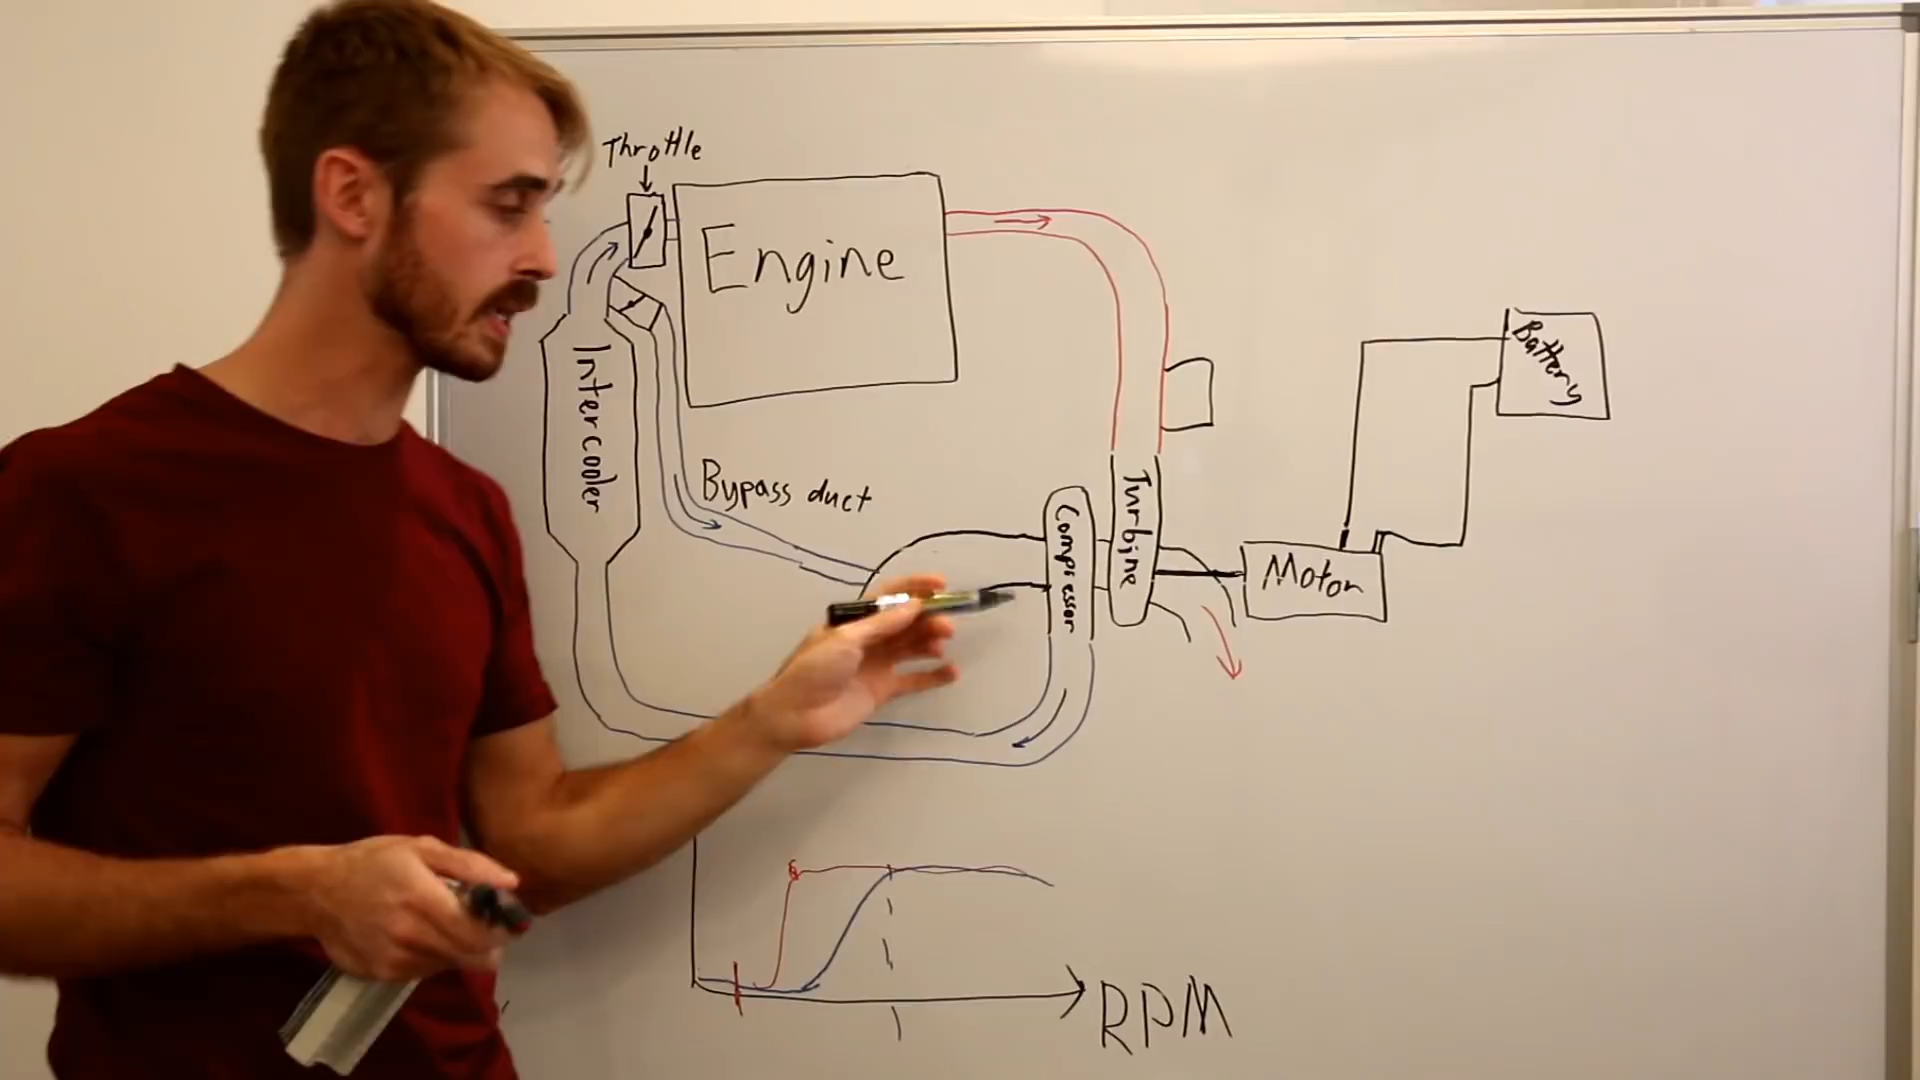 Throttle
Engine
Battery
Intercooler
Bypass duct
Compressor
Turbine
Motor
RPM